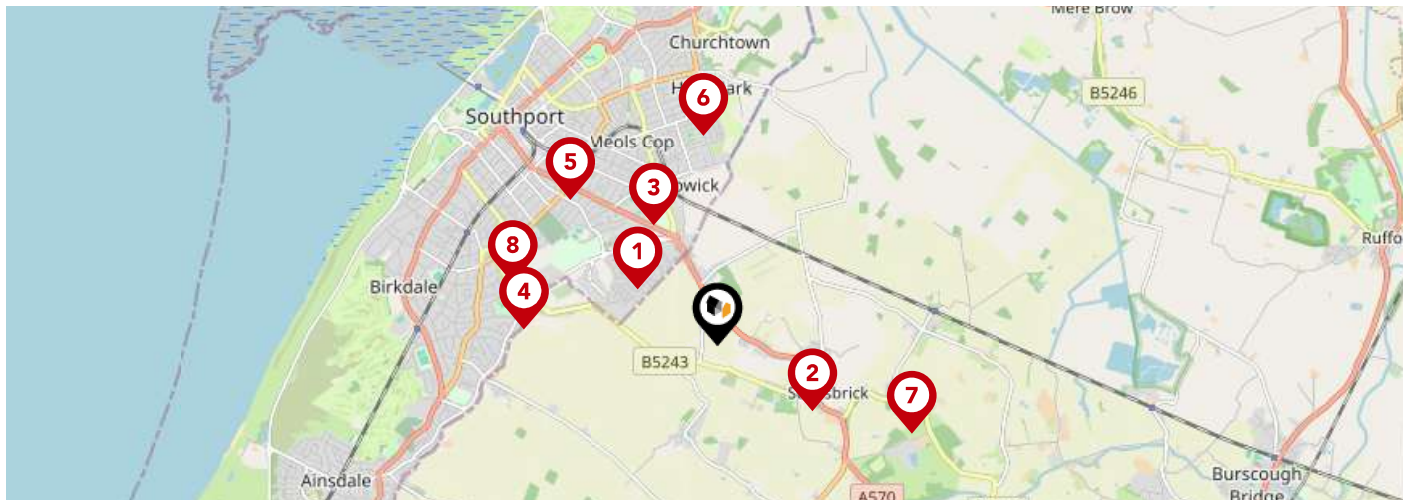 Mere Brow
Churchtown
B5246
6
Southport
Meols Cop
5
3
8
1
Birkdale
4
B5243
2
7
Ainsdale
A570
Burscough
Bridge